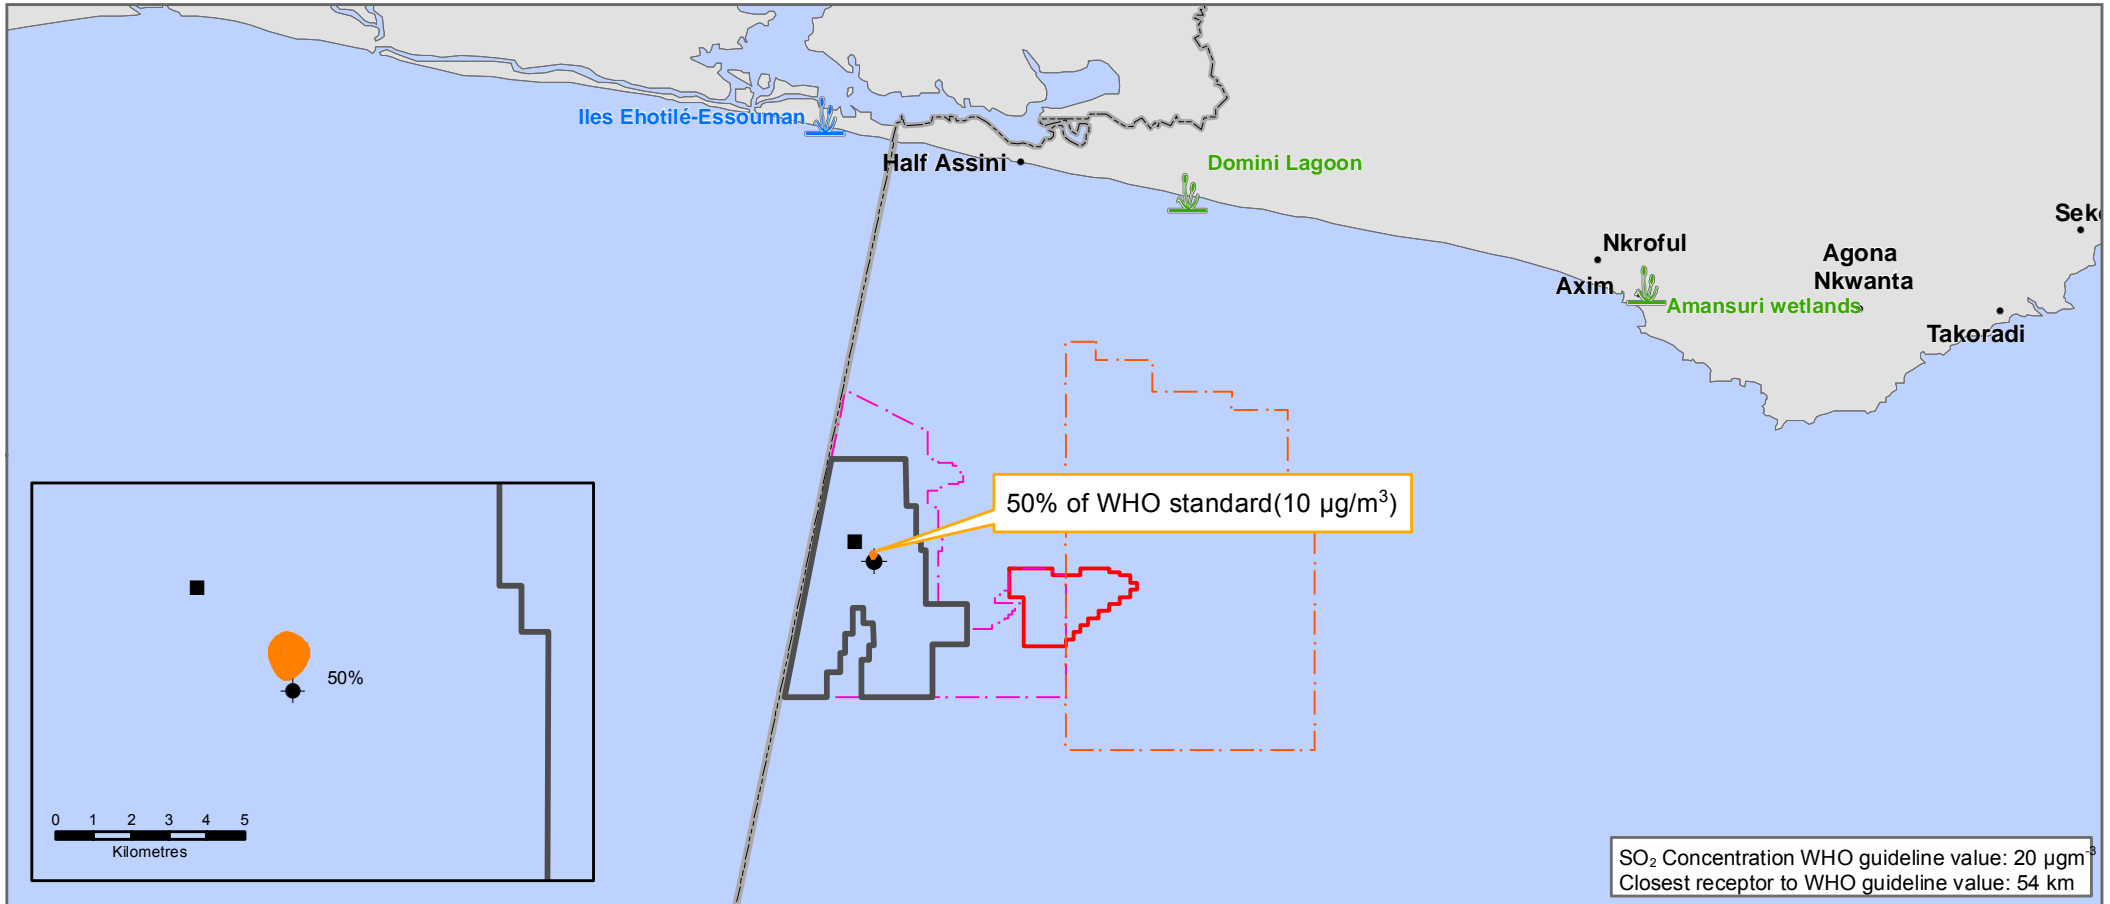 Iles Ehotilé-Essouman
Half Assini
Domini Lagoon
Sek
Nkroful
Agona
Nkwanta
Axim
Amansuri wetlands
Takoradi
50% of WHO standard(10 µg/m³)
50%
0 1 2 3 4 5
Kilometres
SO₂ Concentration WHO guideline value: 20 µgm⁻³
Closest receptor to WHO guideline value: 54 km